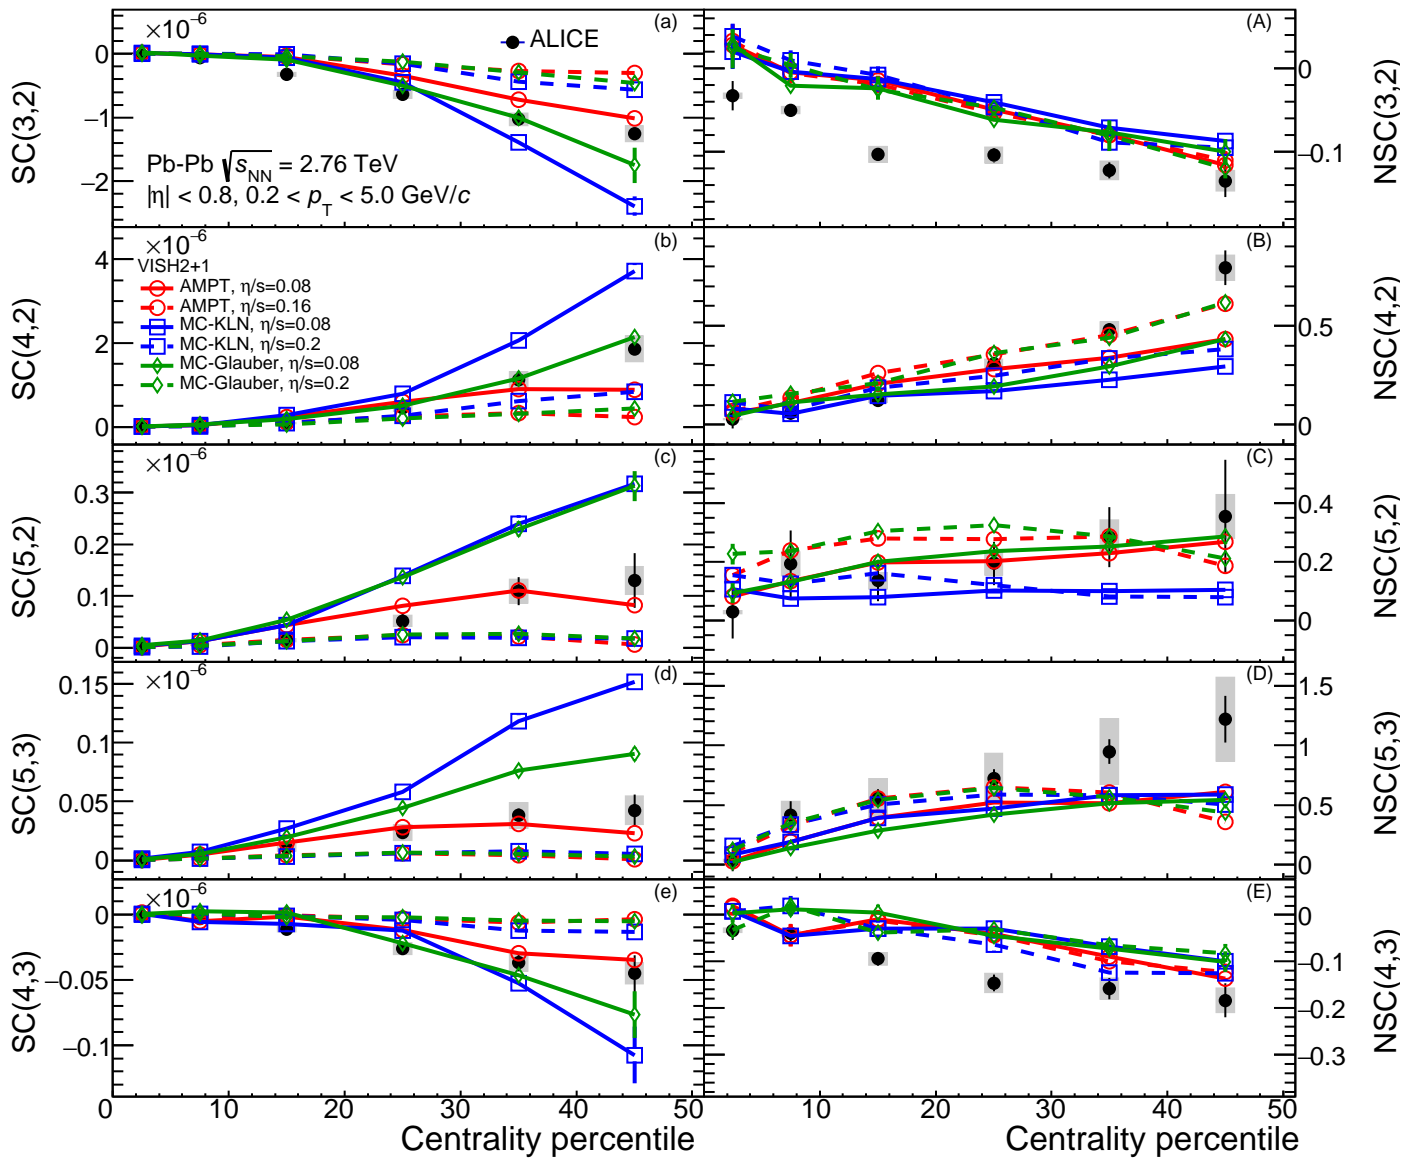 ×10⁻⁶
(a)
ALICE
SC(3,2)
0
−1
−2
Pb-Pb √sNN = 2.76 TeV
|η| < 0.8, 0.2 < pT < 5.0 GeV/c
(A)
0
−0.1
NSC(3,2)
×10⁻⁶
(b)
SC(4,2)
4
2
0
VISH2+1
AMPT, η/s=0.08
AMPT, η/s=0.16
MC-KLN, η/s=0.08
MC-KLN, η/s=0.2
MC-Glauber, η/s=0.08
MC-Glauber, η/s=0.2
(B)
0.5
0
NSC(4,2)
×10⁻⁶
(c)
SC(5,2)
0.3
0.2
0.1
0
(C)
0.4
0.2
0
NSC(5,2)
×10⁻⁶
(d)
SC(5,3)
0.15
0.1
0.05
0
(D)
1.5
1
0.5
0
NSC(5,3)
×10⁻⁶
(e)
SC(4,3)
0
−0.05
−0.1
(E)
0
−0.1
−0.2
−0.3
NSC(4,3)
0 10 20 30 40 50
10 20 30 40 50
Centrality percentile
Centrality percentile